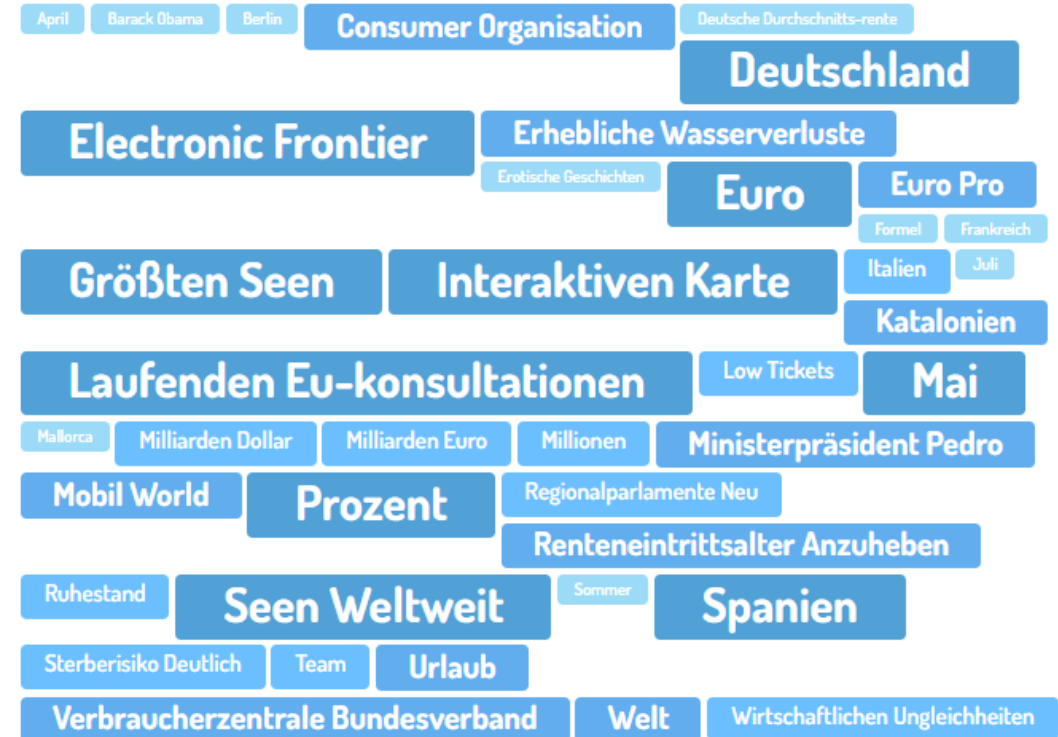 April Barack Obama Berlin Consumer Organisation Deutsche Durchschnitts-rente
Deutschland
Electronic Frontier Erhebliche Wasserverluste
Erotische Geschichten Euro Euro Pro
Formel Frankreich
Größten Seen Interaktiven Karte Italien Juli
Katalonien
Laufenden Eu-konsultationen Low Tickets Mai
Mallorca Milliarden Dollar Milliarden Euro Millionen Ministerpräsident Pedro
Mobil World Prozent Regionalparlamente Neu
Renteneintrittsalter Anzuheben
Ruhestand Seen Weltweit Sommer Spanien
Sterberisiko Deutlich Team Urlaub
Verbraucherzentrale Bundesverband Welt Wirtschaftlichen Ungleichheiten